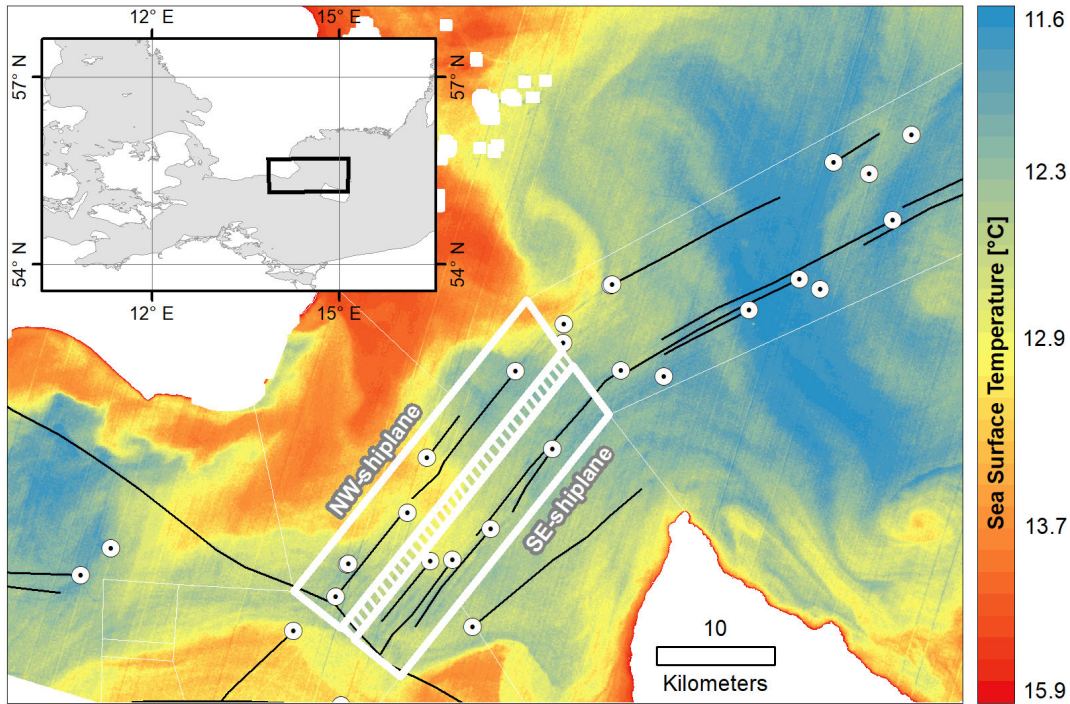 12° E
15° E
57° N
57° N
54° N
54° N
12° E
15° E
NW-shiplane
SE-shiplane
10
Kilometers
Sea Surface Temperature [°C]
11.6
12.3
12.9
13.7
15.9